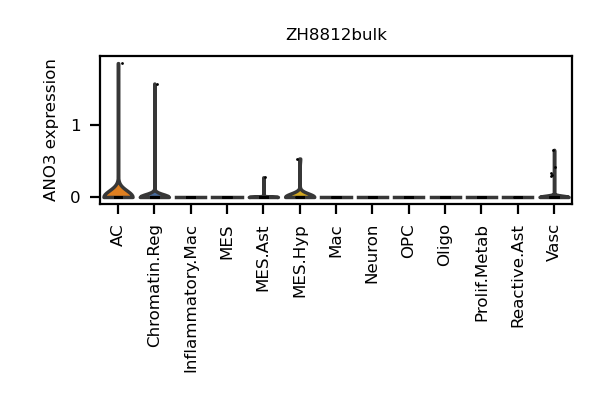 ZH8812bulk
ANO3 expression
1
0
AC
Chromatin.Reg
Inflammatory.Mac
MES
MES.Ast
MES.Hyp
Mac
Neuron
OPC
Oligo
Prolif.Metab
Reactive.Ast
Vasc